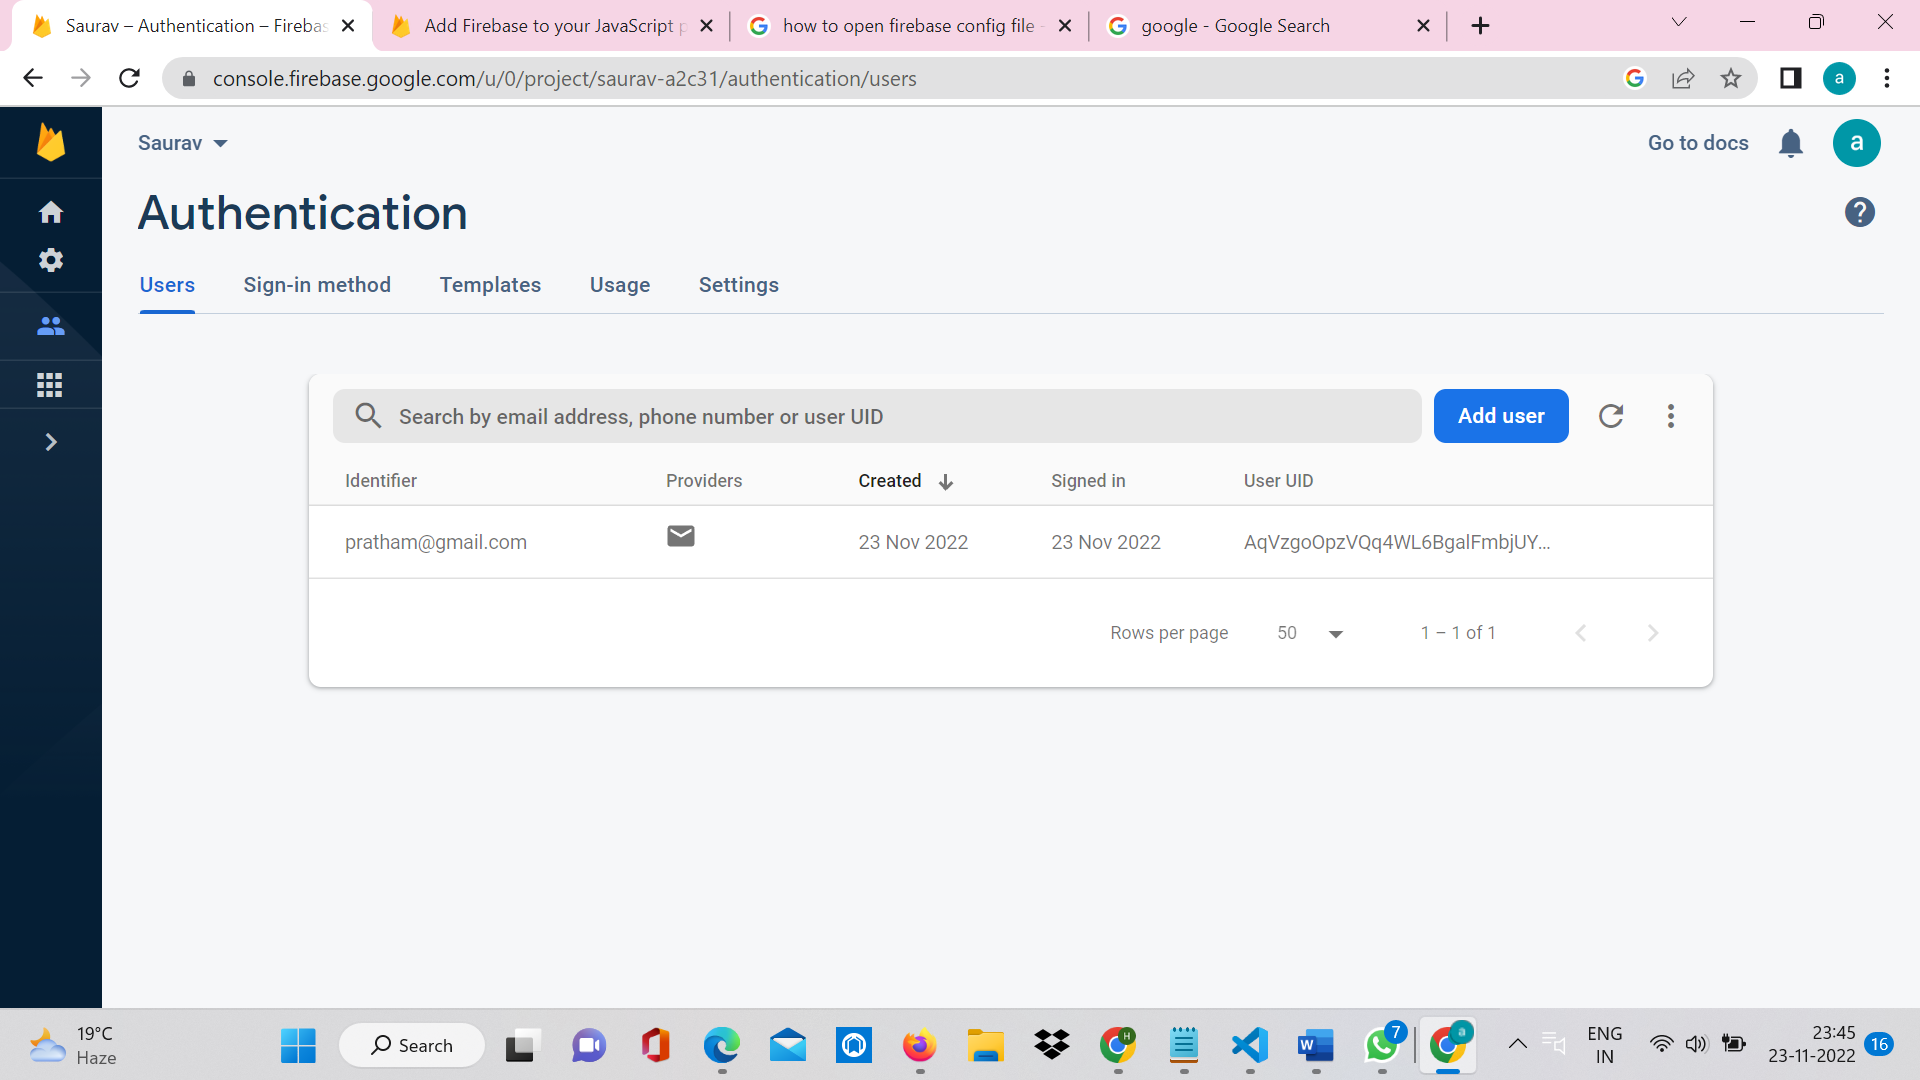 Saurav – Authentication – Firebas
Add Firebase to your JavaScript p
how to open firebase config file -
google - Google Search
console.firebase.google.com/u/0/project/saurav-a2c31/authentication/users
a
Saurav
Go to docs
a
Authentication
?
Users
Sign-in method
Templates
Usage
Settings
Search by email address, phone number or user UID
Add user
Identifier
Providers
Created
Signed in
User UID
pratham@gmail.com
23 Nov 2022
23 Nov 2022
AqVzgoOpzVQq4WL6BgalFmbjUY...
Rows per page
50
1 – 1 of 1
19°C
Haze
Search
H
W
7
a
ENG
IN
23:45
23-11-2022
16